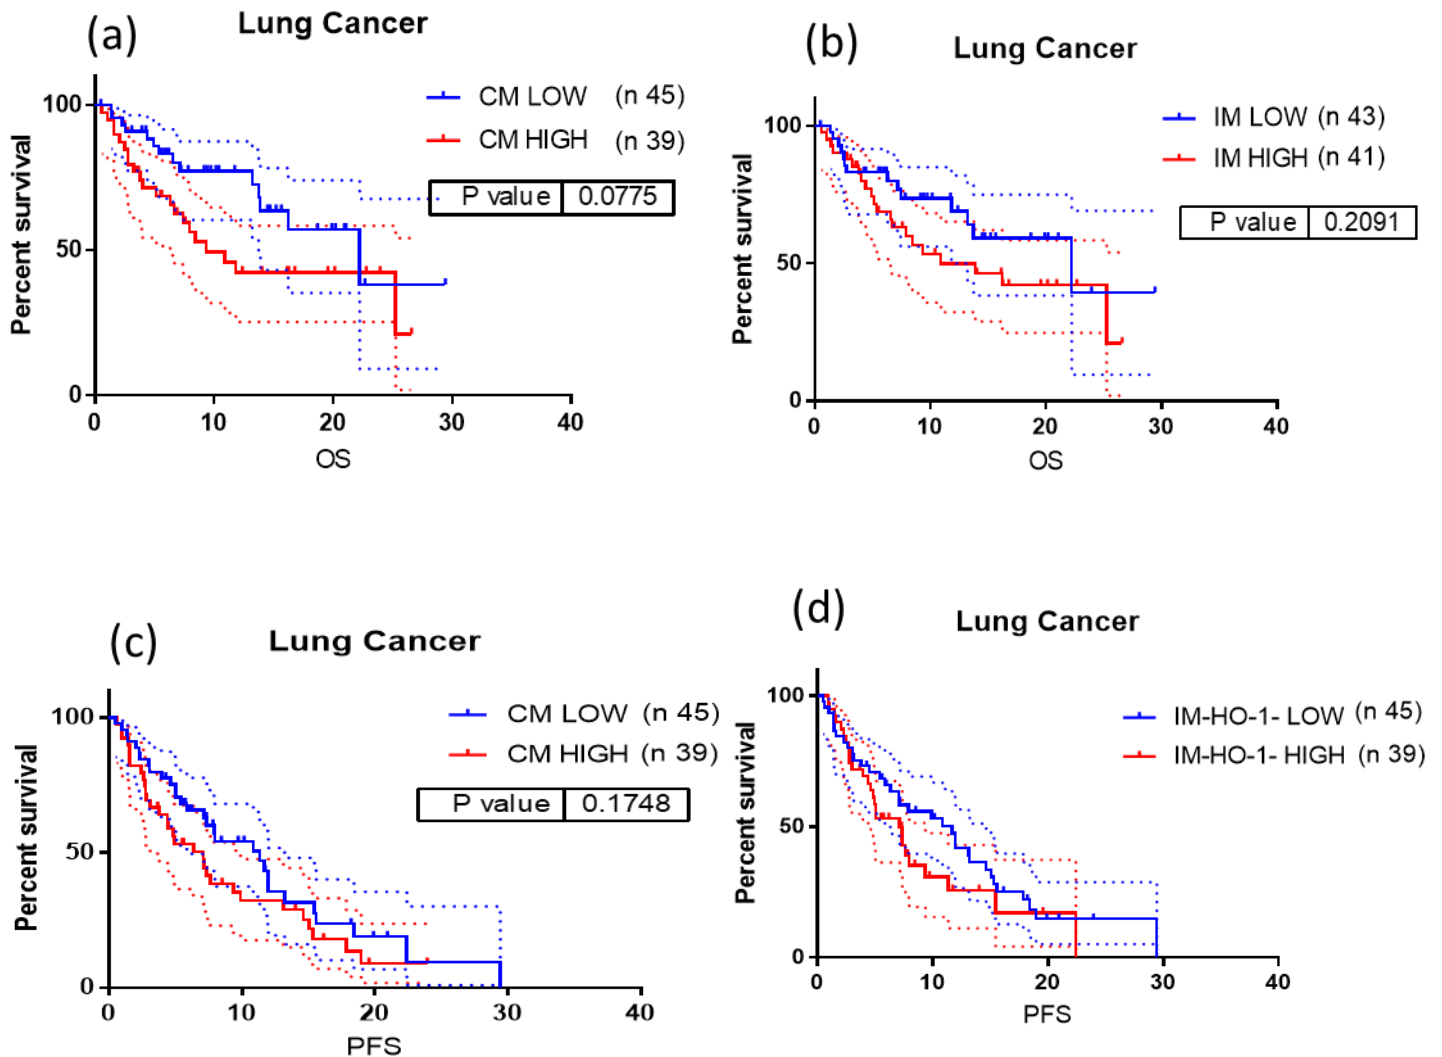 (a)
Lung Cancer
CM LOW (n 45)
CM HIGH (n 39)
P value 0.0775
Percent survival
100
50
0
0 10 20 30 40
OS
(b)
Lung Cancer
IM LOW (n 43)
IM HIGH (n 41)
P value 0.2091
Percent survival
100
50
0
0 10 20 30 40
OS
(c)
Lung Cancer
CM LOW (n 45)
CM HIGH (n 39)
P value 0.1748
Percent survival
100
50
0
0 10 20 30 40
PFS
(d)
Lung Cancer
IM-HO-1- LOW (n 45)
IM-HO-1- HIGH (n 39)
Percent survival
100
50
0
0 10 20 30 40
PFS